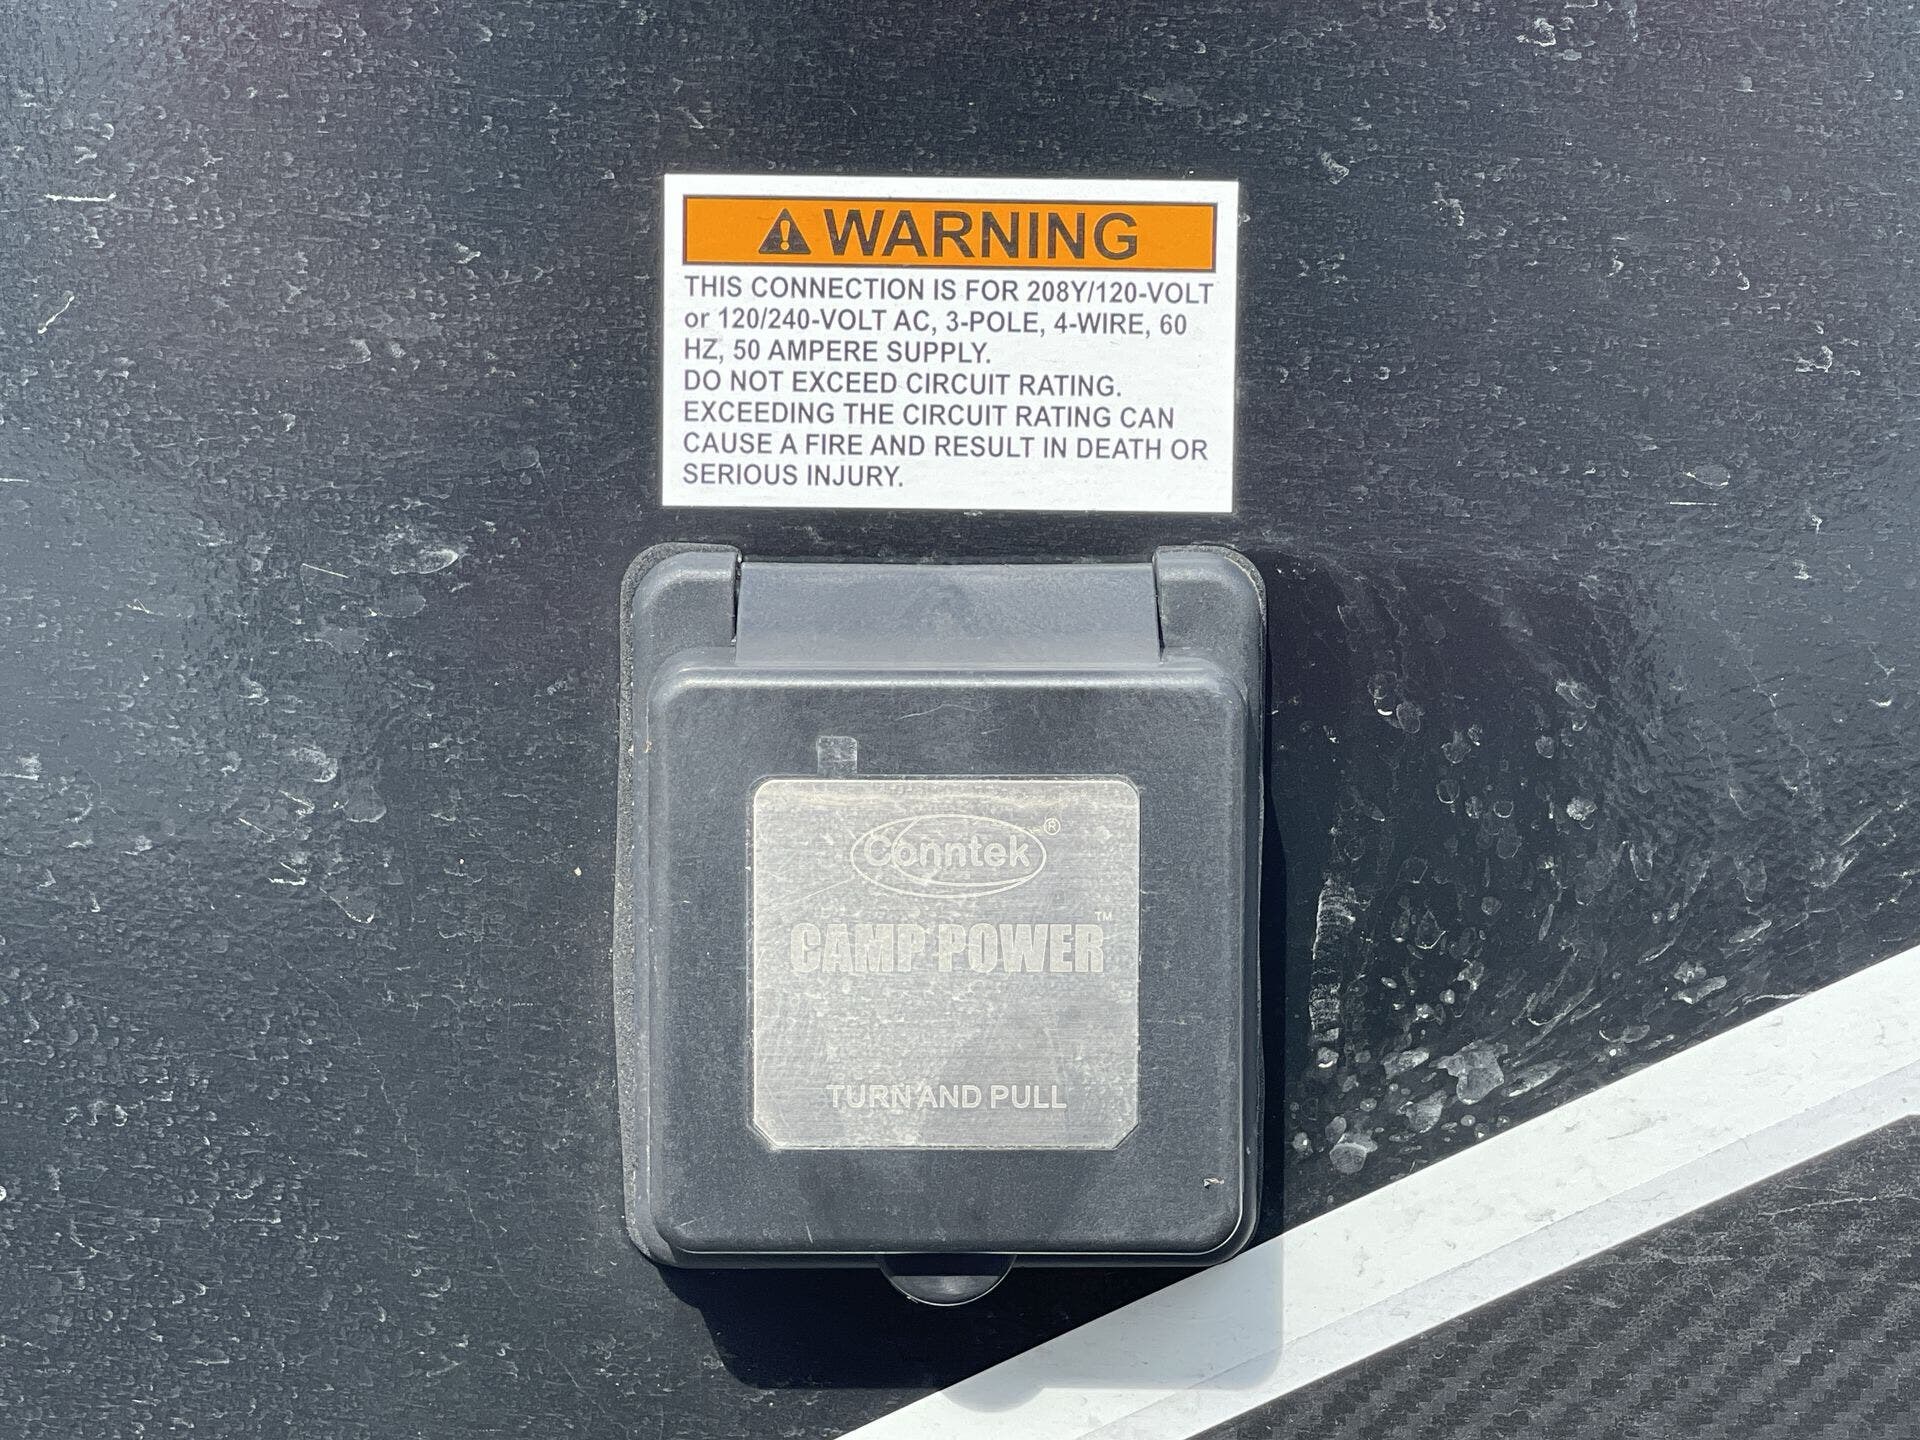 WARNING
THIS CONNECTION IS FOR 208Y/120-VOLT
or 120/240-VOLT AC, 3-POLE, 4-WIRE, 60
HZ, 50 AMPERE SUPPLY.
DO NOT EXCEED CIRCUIT RATING.
EXCEEDING THE CIRCUIT RATING CAN
CAUSE A FIRE AND RESULT IN DEATH OR
SERIOUS INJURY.
Conntek®
CAMP POWER™
TURN AND PULL